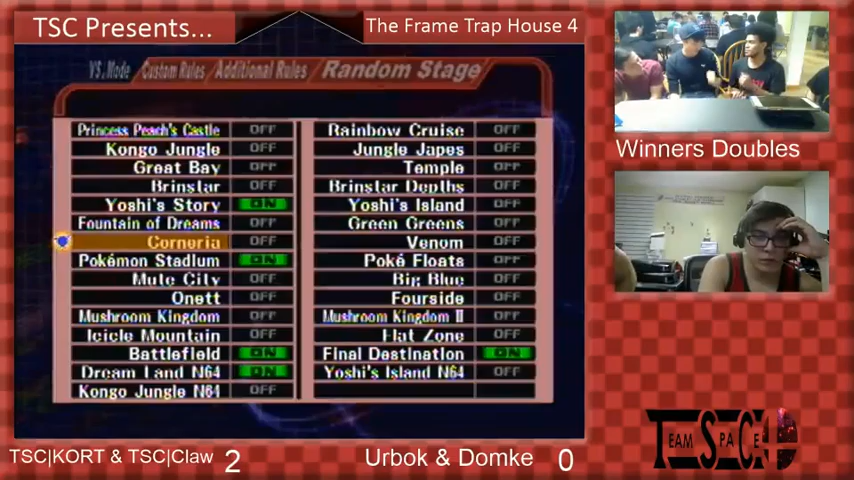 TSC Presents...
The Frame Trap House 4
VS. Mode Custom Rules Additional Rules Random Stage
Princess Peach's Castle OFF Rainbow Cruise OFF
Kongo Jungle OFF Jungle Japes OFF
Great Bay OFF Temple OFF
Brinstar OFF Brinstar Depths OFF
Yoshi's Story ON Yoshi's Island OFF
Fountain of Dreams OFF Green Greens OFF
Corneria OFF Venom OFF
Pokémon Stadium ON Poké Floats OFF
Mute City OFF Big Blue OFF
Onett OFF Fourside OFF
Mushroom Kingdom OFF Mushroom Kingdom II OFF
Icicle Mountain OFF Flat Zone OFF
Battlefield ON Final Destination ON
Dream Land N64 ON Yoshi's Island N64 OFF
Kongo Jungle N64 OFF
Winners Doubles
TSC|KORT & TSC|Claw 2
Urbok & Domke 0
TEAM SPACE